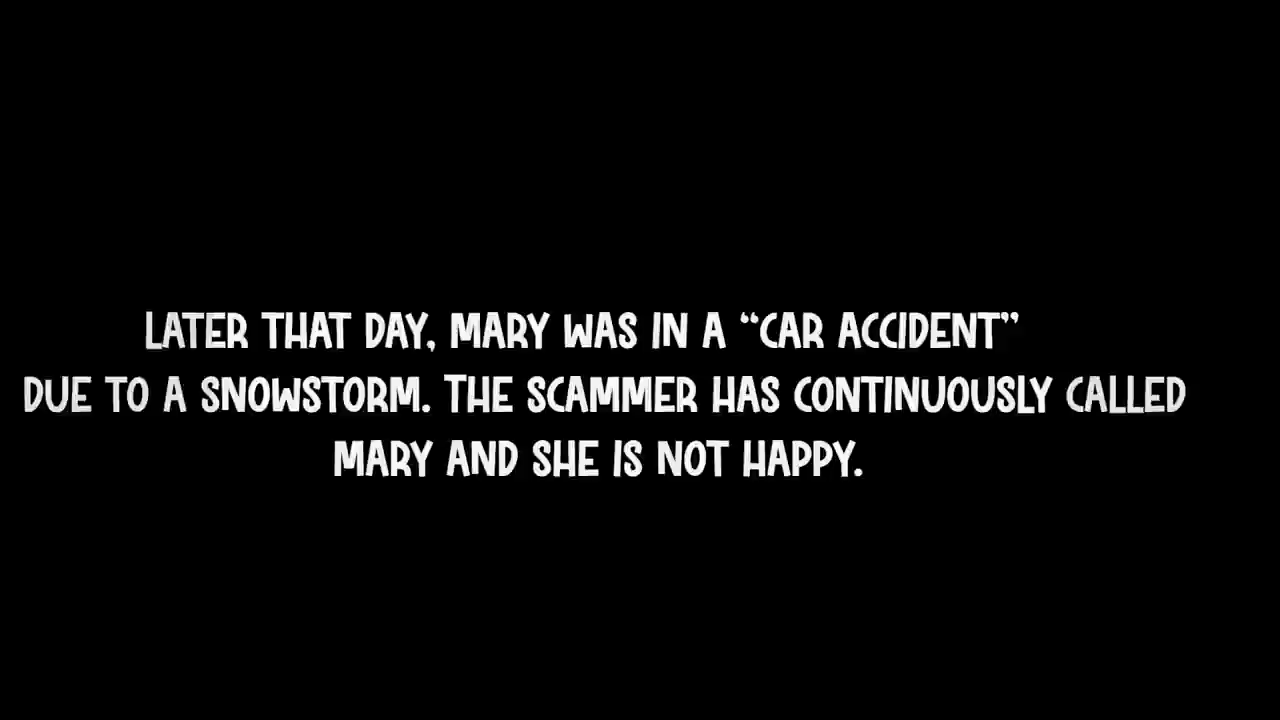 LATER THAT DAY, MARY WAS IN A “CAR ACCIDENT”
DUE TO A SNOWSTORM. THE SCAMMER HAS CONTINUOUSLY CALLED
MARY AND SHE IS NOT HAPPY.